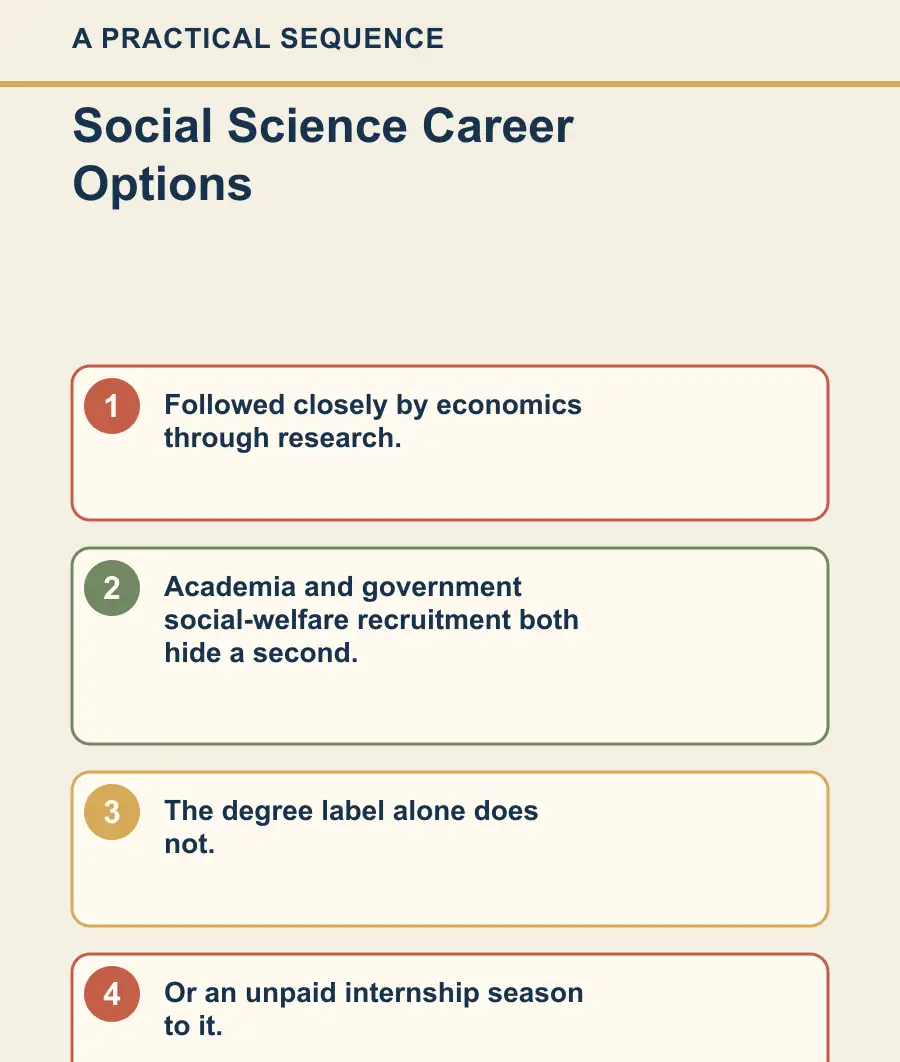 A PRACTICAL SEQUENCE
Social Science Career
Options
1
Followed closely by economics
through research.
2
Academia and government
social-welfare recruitment both
hide a second.
3
The degree label alone does
not.
4
Or an unpaid internship season
to it.